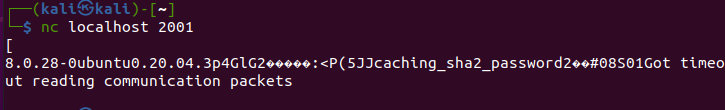 ┌──(kali㉿kali)-[~]
└─$ nc localhost 2001
[
8.0.28-0ubuntu0.20.04.3p4GlG2�����:<P(5JJcaching_sha2_password2��#08S01Got timeo
ut reading communication packets